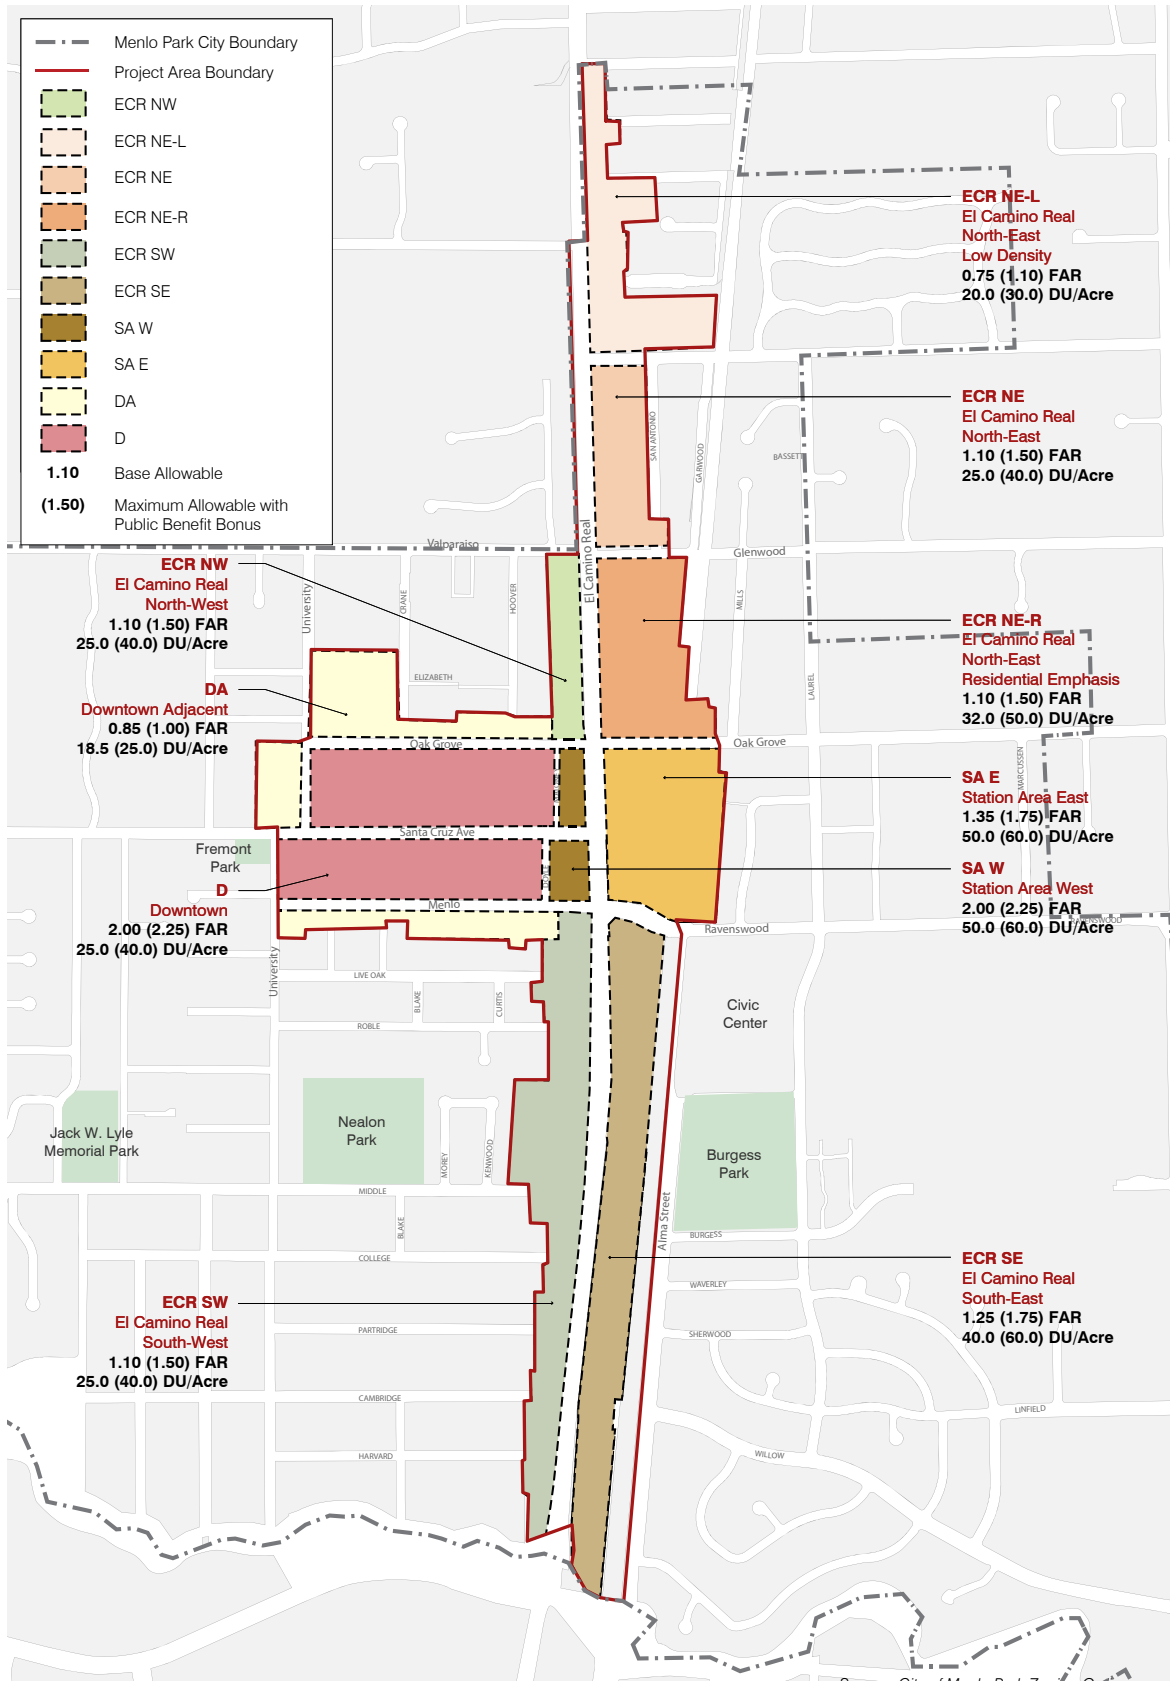 Menlo Park City Boundary
Project Area Boundary
ECR NW
ECR NE-L
ECR NE
ECR NE-R
ECR SW
ECR SE
SA W
SA E
DA
D
1.10 Base Allowable
(1.50) Maximum Allowable with
Public Benefit Bonus
ECR NE-L
El Camino Real
North-East
Low Density
0.75 (1.10) FAR
20.0 (30.0) DU/Acre
ECR NE
El Camino Real
North-East
1.10 (1.50) FAR
25.0 (40.0) DU/Acre
SAN ANTONIO
GARWOOD
BASSETT
El Camino Real
Valparaiso
Glenwood
ECR NW
El Camino Real
North-West
1.10 (1.50) FAR
25.0 (40.0) DU/Acre
University
CRANE
HOOVER
MILLS
ELIZABETH
LAUREL
ECR NE-R
El Camino Real
North-East
Residential Emphasis
1.10 (1.50) FAR
32.0 (50.0) DU/Acre
DA
Downtown Adjacent
0.85 (1.00) FAR
18.5 (25.0) DU/Acre
Oak Grove
Oak Grove
MARCUSSEN
SA E
Station Area East
1.35 (1.75) FAR
50.0 (60.0) DU/Acre
Santa Cruz Ave
Fremont
Park
SA W
Station Area West
2.00 (2.25) FAR
50.0 (60.0) DU/Acre
D
Downtown
2.00 (2.25) FAR
25.0 (40.0) DU/Acre
Menlo
Ravenswood
RAVENSWOOD
University
LIVE OAK
BLAKE
CURTIS
ROBLE
Civic
Center
Nealon
Park
Jack W. Lyle
Memorial Park
MOREY
KENWOOD
Burgess
Park
MIDDLE
BLAKE
Alma Street
BURGESS
COLLEGE
WAVERLEY
ECR SE
El Camino Real
South-East
1.25 (1.75) FAR
40.0 (60.0) DU/Acre
ECR SW
El Camino Real
South-West
1.10 (1.50) FAR
25.0 (40.0) DU/Acre
PARTRIDGE
SHERWOOD
CAMBRIDGE
LINFIELD
HARVARD
WILLOW